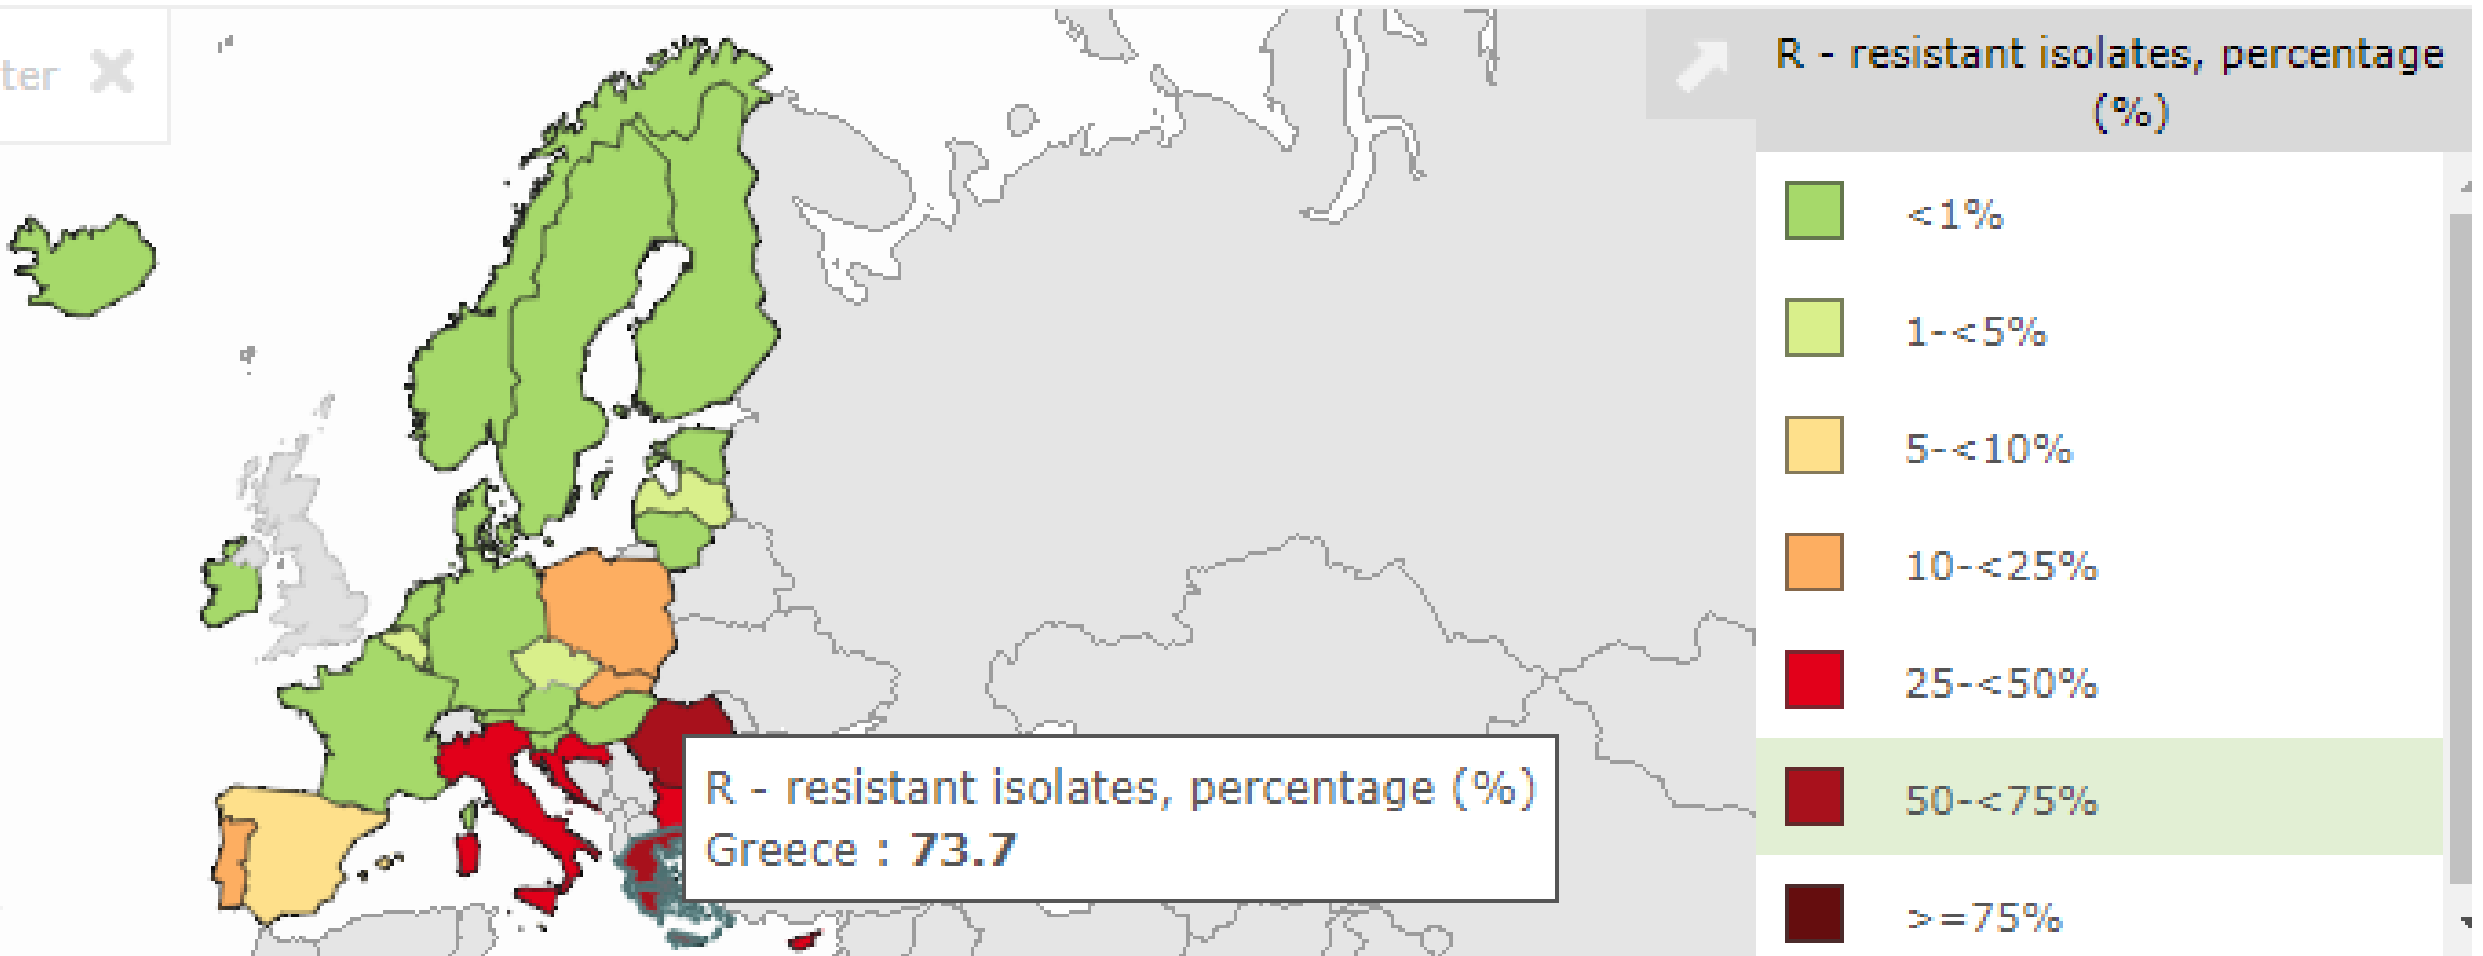 ter
R - resistant isolates, percentage
(%)
<1%
1-<5%
5-<10%
10-<25%
25-<50%
50-<75%
>=75%
R - resistant isolates, percentage (%)
Greece : 73.7